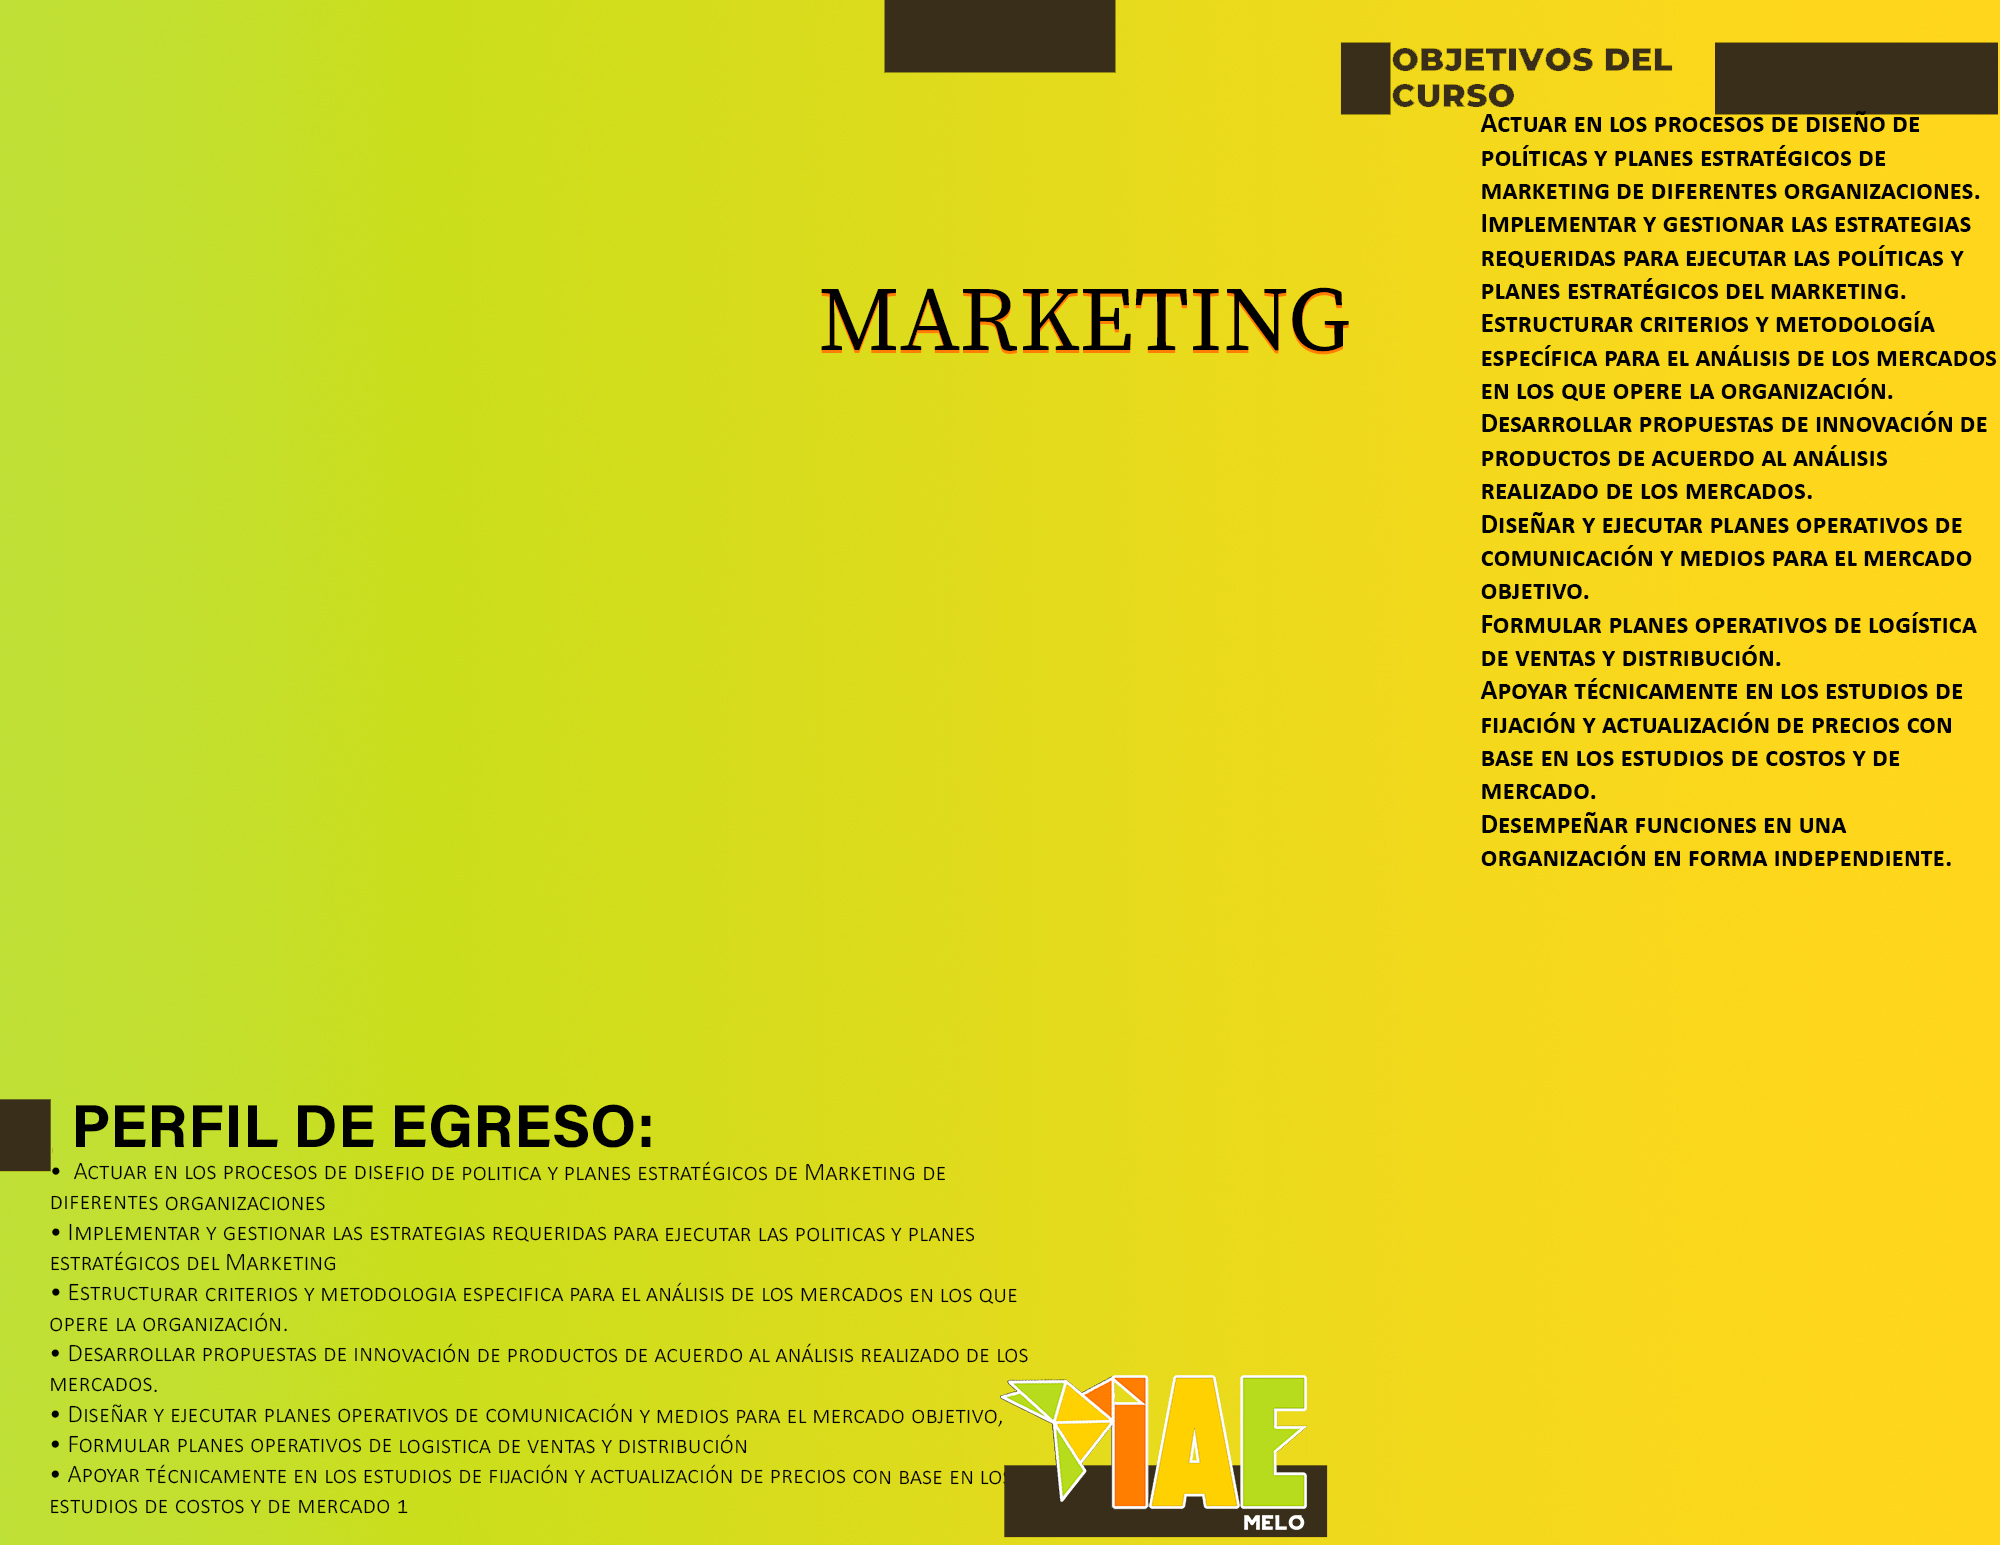 MARKETING
OBJETIVOS DEL
CURSO
Actuar en los procesos de diseño de
políticas y planes estratégicos de
marketing de diferentes organizaciones.
Implementar y gestionar las estrategias
requeridas para ejecutar las políticas y
planes estratégicos del marketing.
Estructurar criterios y metodología
específica para el análisis de los mercados
en los que opere la organización.
Desarrollar propuestas de innovación de
productos de acuerdo al análisis
realizado de los mercados.
Diseñar y ejecutar planes operativos de
comunicación y medios para el mercado
objetivo.
Formular planes operativos de logística
de ventas y distribución.
Apoyar técnicamente en los estudios de
fijación y actualización de precios con
base en los estudios de costos y de
mercado.
Desempeñar funciones en una
organización en forma independiente.
PERFIL DE EGRESO:
• Actuar en los procesos de disefio de politica y planes estratégicos de Marketing de
diferentes organizaciones
• Implementar y gestionar las estrategias requeridas para ejecutar las politicas y planes
estratégicos del Marketing
• Estructurar criterios y metodologia especifica para el análisis de los mercados en los que
opere la organización.
• Desarrollar propuestas de innovación de productos de acuerdo al análisis realizado de los
mercados.
• Diseñar y ejecutar planes operativos de comunicación y medios para el mercado objetivo,
• Formular planes operativos de logistica de ventas y distribución
• Apoyar técnicamente en los estudios de fijación y actualización de precios con base en los
estudios de costos y de mercado 1
iAE
MELO